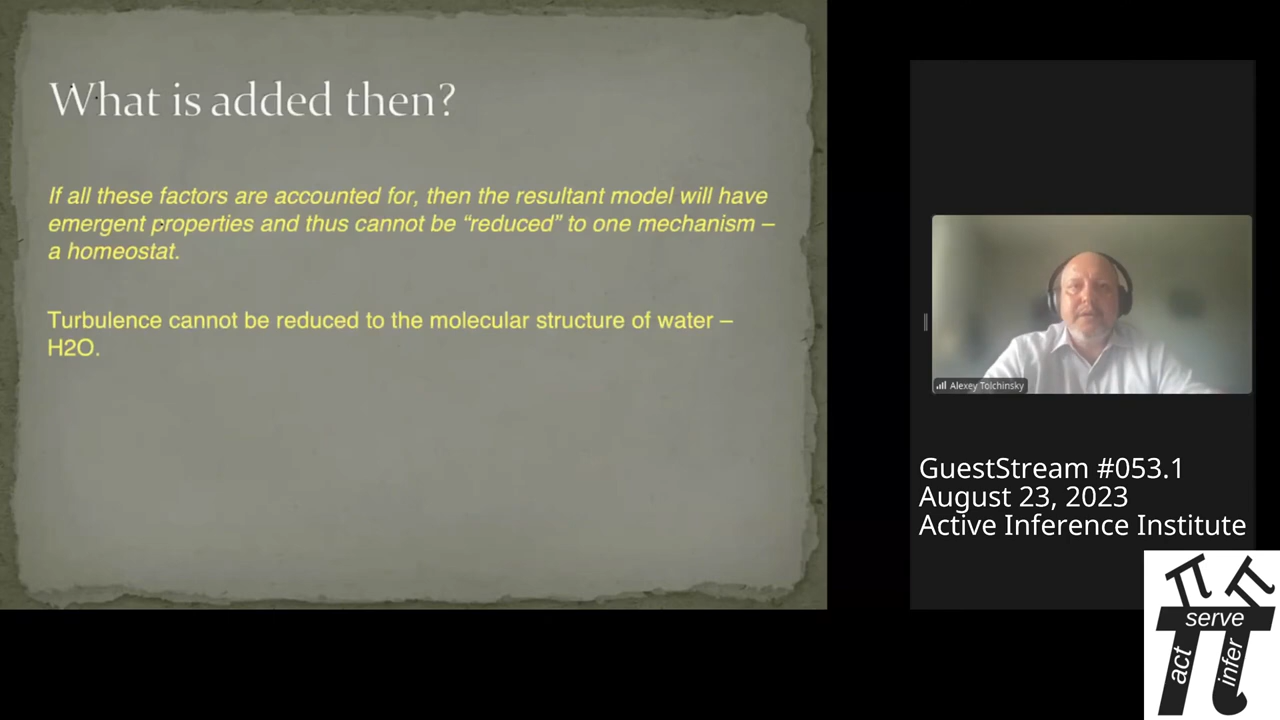 What is added then?
If all these factors are accounted for, then the resultant model will have
emergent properties and thus cannot be “reduced” to one mechanism –
a homeostat.
Turbulence cannot be reduced to the molecular structure of water –
H2O.
Alexey Tolchinsky
GuestStream #053.1
August 23, 2023
Active Inference Institute
serve
act
infer